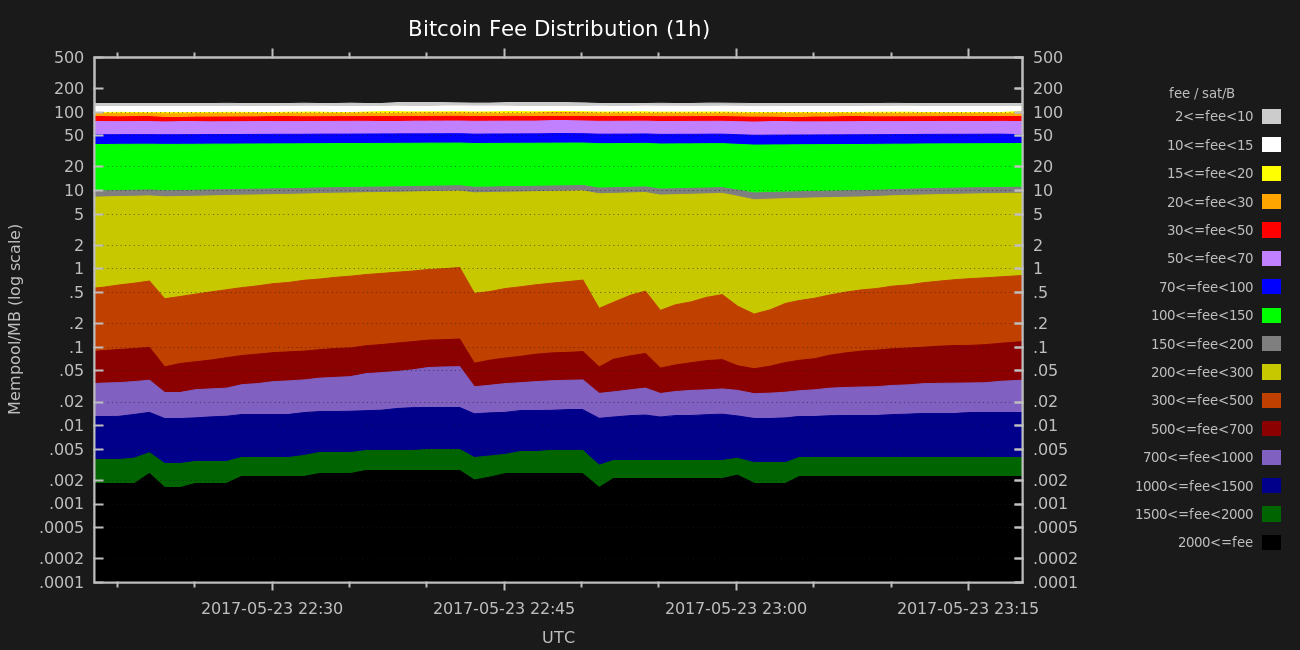 Bitcoin Fee Distribution (1h)
Mempool/MB (log scale)
500
200
100
50
20
10
5
2
1
.5
.2
.1
.05
.02
.01
.005
.002
.001
.0005
.0002
.0001
500
200
100
50
20
10
5
2
1
.5
.2
.1
.05
.02
.01
.005
.002
.001
.0005
.0002
.0001
2017-05-23 22:30
2017-05-23 22:45
2017-05-23 23:00
2017-05-23 23:15
UTC
fee / sat/B
2<=fee<10
10<=fee<15
15<=fee<20
20<=fee<30
30<=fee<50
50<=fee<70
70<=fee<100
100<=fee<150
150<=fee<200
200<=fee<300
300<=fee<500
500<=fee<700
700<=fee<1000
1000<=fee<1500
1500<=fee<2000
2000<=fee